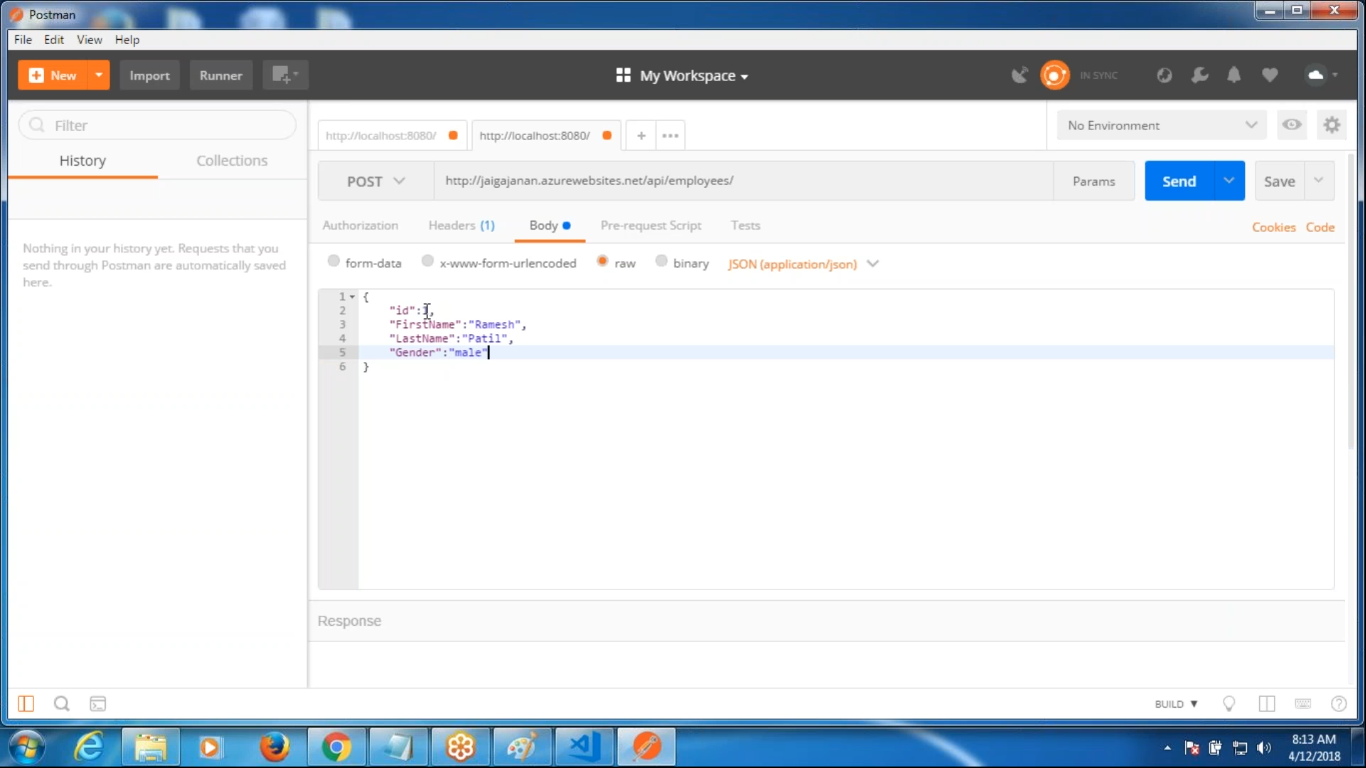 Postman
File Edit View Help
New Import Runner My Workspace IN SYNC
Filter
History Collections
Nothing in your history yet. Requests that you
send through Postman are automatically saved
here.
http://localhost:8080/ http://localhost:8080/ + ••• No Environment
POST http://jaigajanan.azurewebsites.net/api/employees/ Params Send Save
Authorization Headers (1) Body Pre-request Script Tests Cookies Code
form-data x-www-form-urlencoded raw binary JSON (application/json)
1 {
2 "id":1,
3 "FirstName":"Ramesh",
4 "LastName":"Patil",
5 "Gender":"male"
6 }
Response
BUILD
8:13 AM
4/12/2018